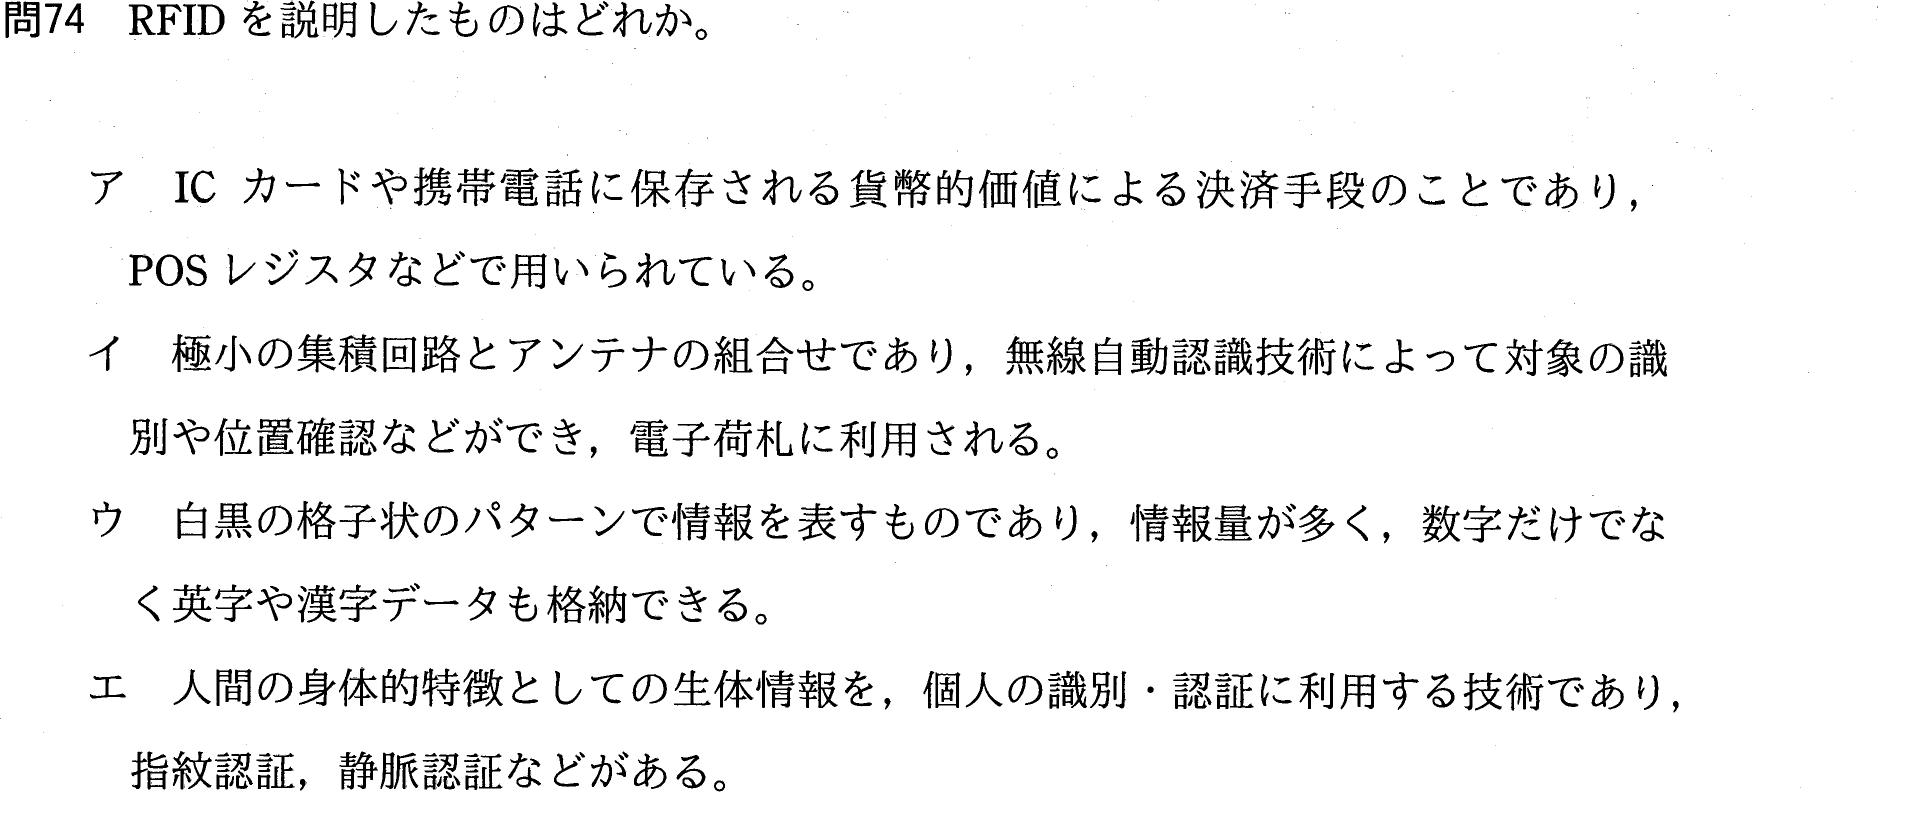 問74　RFID を説明したものはどれか。
ア　IC カードや携帯電話に保存される貨幣的価値による決済手段のことであり，
POS レジスタなどで用いられている。
イ　極小の集積回路とアンテナの組合せであり，無線自動認識技術によって対象の識
別や位置確認などができ，電子荷札に利用される。
ウ　白黒の格子状のパターンで情報を表すものであり，情報量が多く，数字だけでな
く英字や漢字データも格納できる。
エ　人間の身体的特徴としての生体情報を，個人の識別・認証に利用する技術であり，
指紋認証，静脈認証などがある。